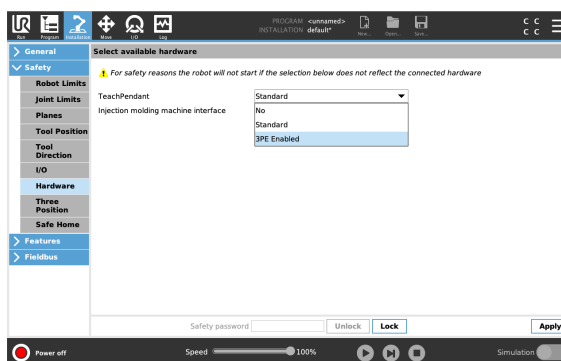 UR
Run
Program
Installation
Move
I/O
Log
PROGRAM <unnamed>
INSTALLATION default*
New...
Open...
Save...
C C
C C
General
Safety
Robot Limits
Joint Limits
Planes
Tool Position
Tool
Direction
I/O
Hardware
Three
Position
Safe Home
Features
Fieldbus
Select available hardware
For safety reasons the robot will not start if the selection below does not reflect the connected hardware
TeachPendant
Standard
Injection molding machine interface
No
Standard
3PE Enabled
Safety password
Unlock
Lock
Apply
Power off
Speed
100%
Simulation